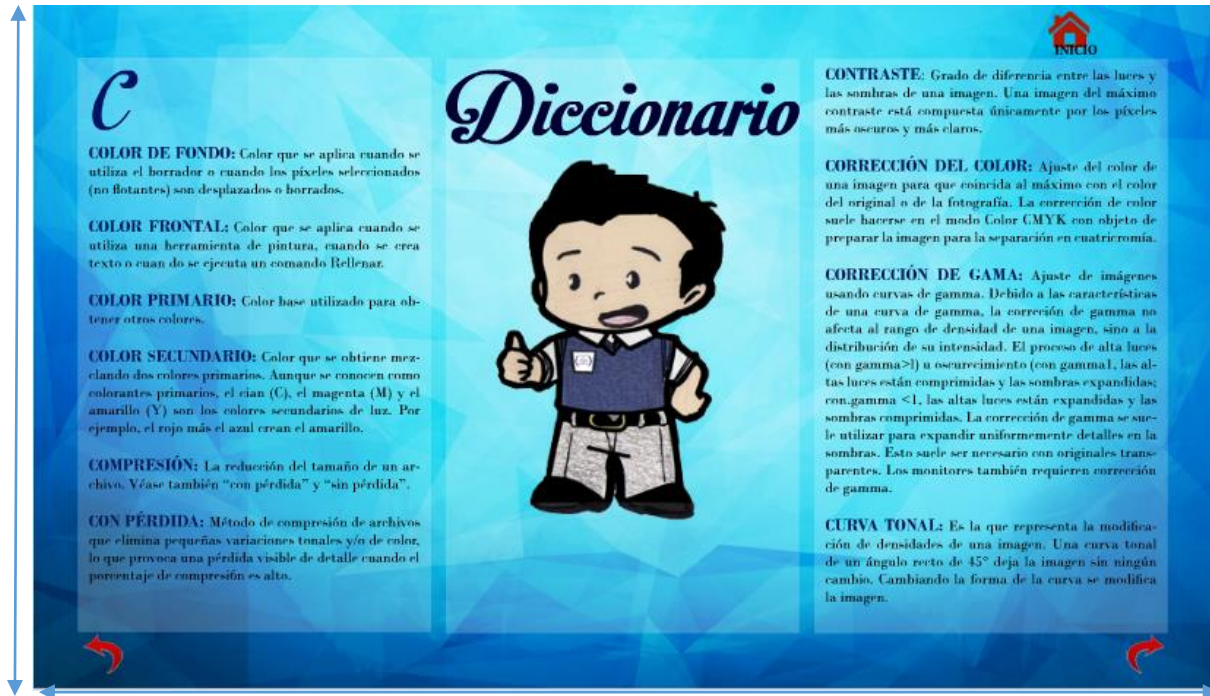 INICIO
C
COLOR DE FONDO: Color que se aplica cuando se
utiliza el borrador o cuando los píxeles seleccionados
(no flotantes) son desplazados o borrados.
COLOR FRONTAL: Color que se aplica cuando se
utiliza una herramienta de pintura, cuando se crea
texto o cuan do se ejecuta un comando Rellenar.
COLOR PRIMARIO: Color base utilizado para ob-
tener otros colores.
COLOR SECUNDARIO: Color que se obtiene mez-
clando dos colores primarios. Aunque se conocen como
colorantes primarios, el cian (C), el magenta (M) y el
amarillo (Y) son los colores secundarios de luz. Por
ejemplo, el rojo más el azul crean el amarillo.
COMPRESIÓN: La reducción del tamaño de un ar-
chivo. Véase también “con pérdida” y “sin pérdida”.
CON PÉRDIDA: Método de compresión de archivos
que elimina pequeñas variaciones tonales y/o de color,
lo que provoca una pérdida visible de detalle cuando el
porcentaje de compresión es alto.
Diccionario
CONTRASTE: Grado de diferencia entre las luces y
las sombras de una imagen. Una imagen del máximo
contraste está compuesta únicamente por los píxeles
más oscuros y más claros.
CORRECCIÓN DEL COLOR: Ajuste del color de
una imagen para que coincida al máximo con el color
del original o de la fotografía. La corrección de color
suele hacerse en el modo Color CMYK con objeto de
preparar la imagen para la separación en cuatricromía.
CORRECCIÓN DE GAMA: Ajuste de imágenes
usando curvas de gamma. Debido a las características
de una curva de gamma, la correción de gamma no
afecta al rango de densidad de una imagen, sino a la
distribución de su intensidad. El proceso de alta luces
(con gamma>l) u oscurecimiento (con gamma1, las al-
tas luces están comprimidas y las sombras expandidas;
con.gamma <1, las altas luces están expandidas y las
sombras comprimidas. La corrección de gamma se sue-
le utilizar para expandir uniformemente detalles en la
sombras. Esto suele ser necesario con originales trans-
parentes. Los monitores también requieren corrección
de gamma.
CURVA TONAL: Es la que representa la modifica-
ción de densidades de una imagen. Una curva tonal
de un ángulo recto de 45° deja la imagen sin ningún
cambio. Cambiando la forma de la curva se modifica
la imagen.